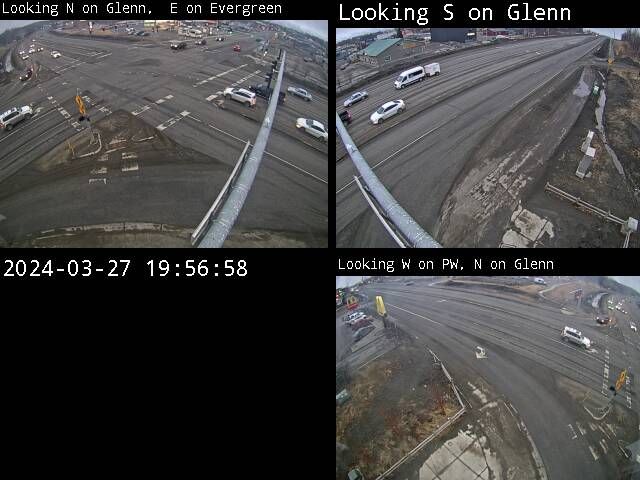 Looking N on Glenn,  E on Evergreen
Looking S on Glenn
2024-03-27 19:56:58
Looking W on PW, N on Glenn